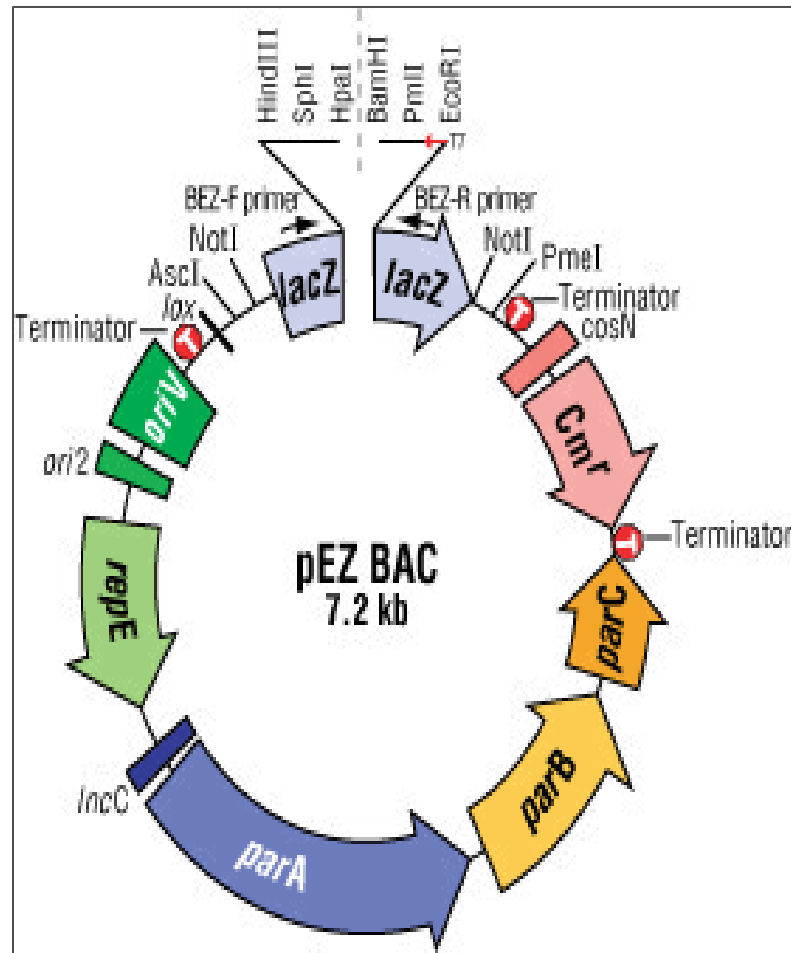 HindIII
SphI
HpaI
BamHI
PmlI
EcoRI
T7
BEZ-F primer
BEZ-R primer
NotI
NotI
AscI
PmeI
lox
lacZ
lacZ
Terminator
Terminator
cosN
oriV
Cmr
ori2
Terminator
pEZ BAC
7.2 kb
repE
parC
parB
IncC
parA
T
T
T